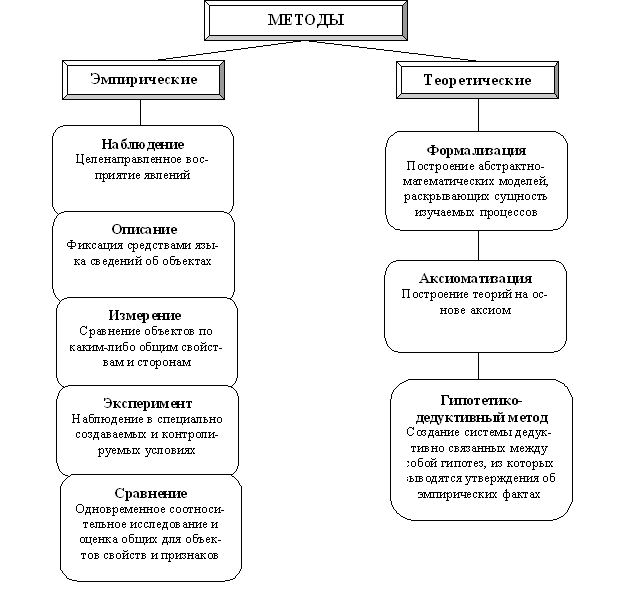 МЕТОДЫ
Эмпирические
Наблюдение
Целенаправленное вос-
приятие явлений
Описание
Фиксация средствами язы-
ка сведений об объектах
Измерение
Сравнение объектов по
каким-либо общим свойст-
вам и сторонам
Эксперимент
Наблюдение в специально
создаваемых и контроли-
руемых условиях
Сравнение
Одновременное соотноси-
тельное исследование и
оценка общих для объек-
тов свойств и признаков
Теоретические
Формализация
Построение абстрактно-
математических моделей,
раскрывающих сущность
изучаемых процессов
Аксиоматизация
Построение теорий на ос-
нове аксиом
Гипотетико-
дедуктивный метод
Создание системы дедук-
тивно связанных между
собой гипотез, из которых
выводятся утверждения об
эмпирических фактах